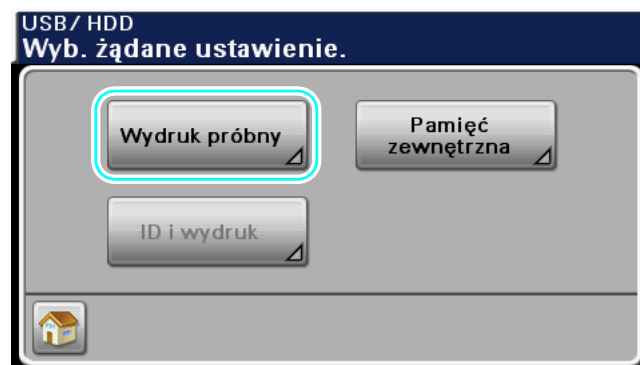 USB/ HDD
Wyb. żądane ustawienie.
Wydruk próbny
Pamięć
zewnętrzna
ID i wydruk